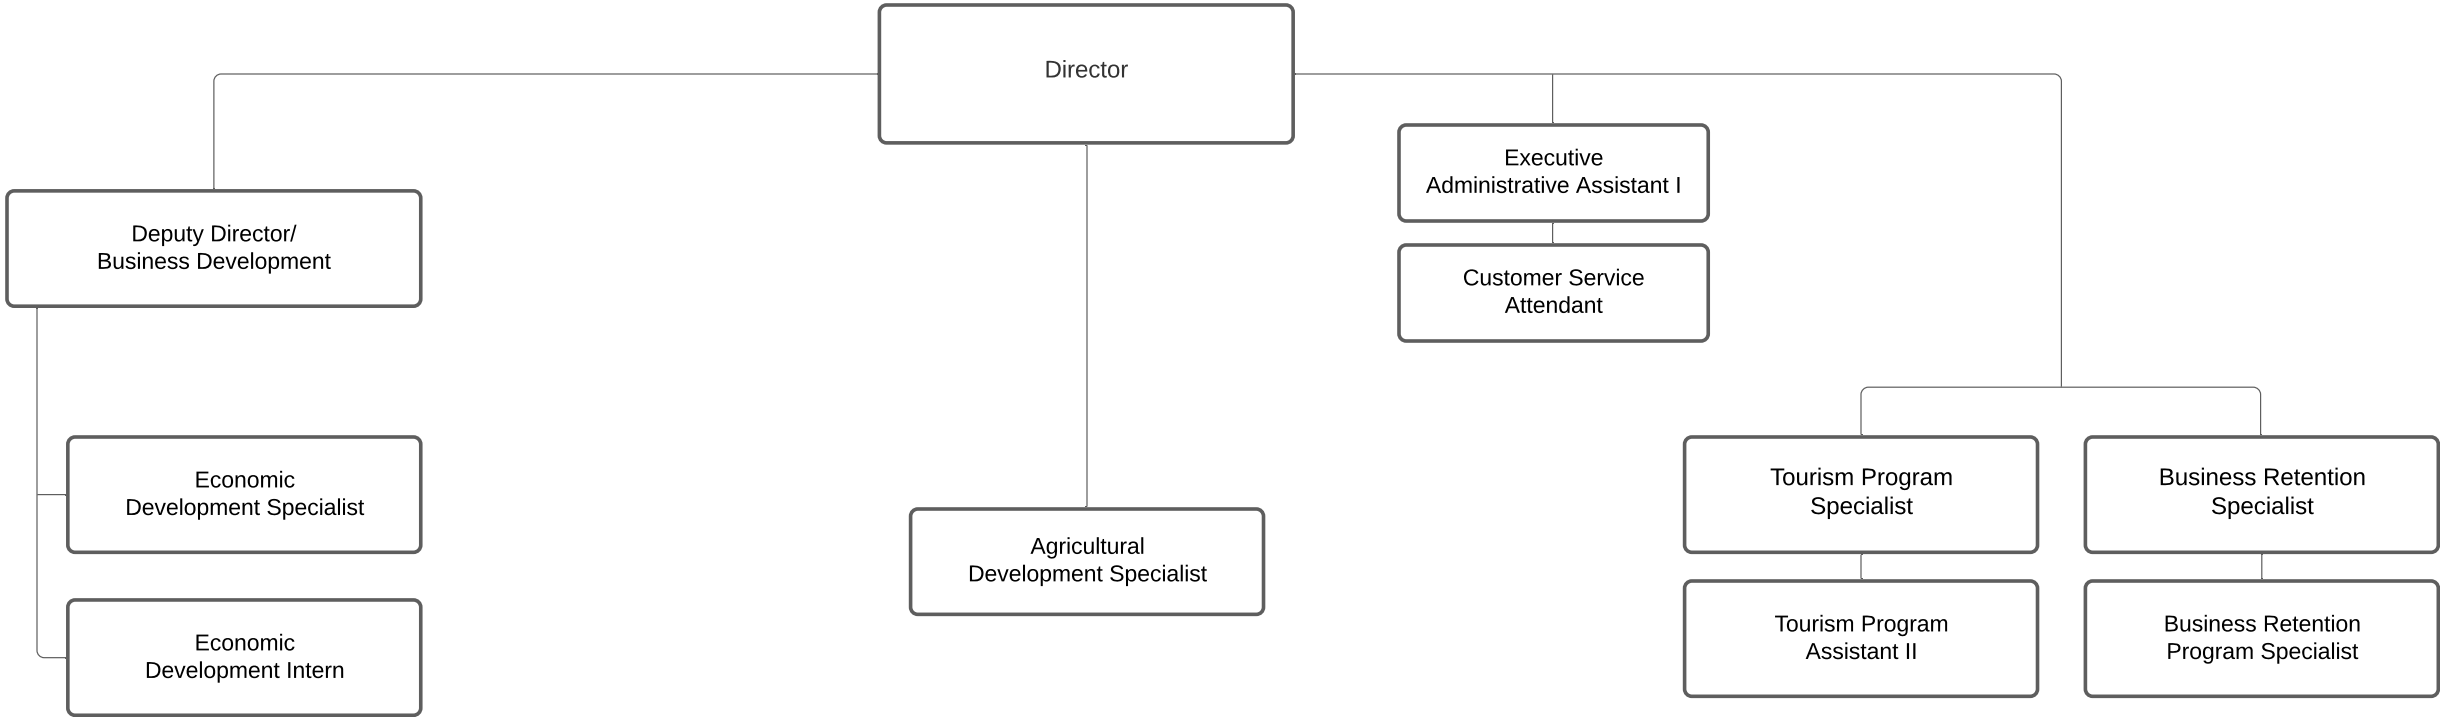 Director
Executive
Administrative Assistant I
Deputy Director/
Business Development
Customer Service
Attendant
Economic
Development Specialist
Tourism Program
Specialist
Business Retention
Specialist
Agricultural
Development Specialist
Economic
Development Intern
Tourism Program
Assistant II
Business Retention
Program Specialist